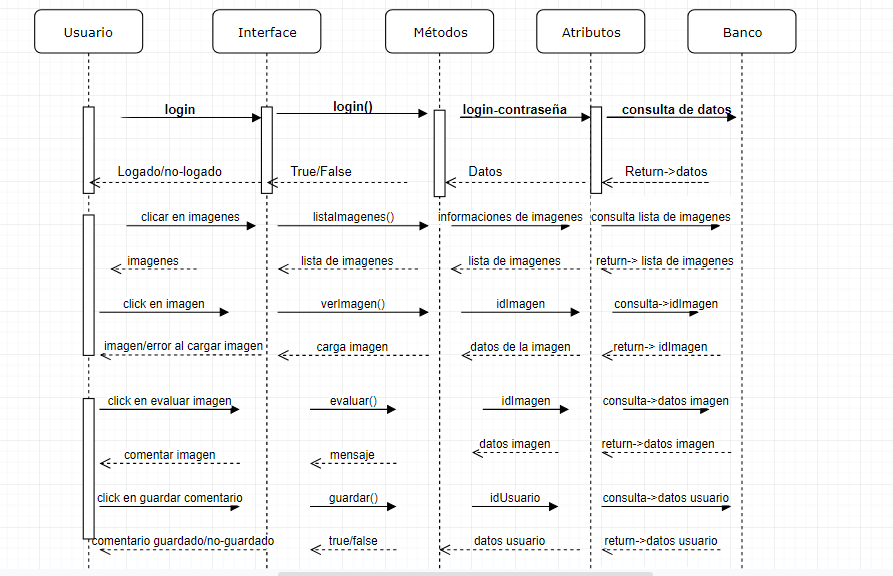 Usuario
Interface
Métodos
Atributos
Banco
login
login()
login-contraseña
consulta de datos
Logado/no-logado
True/False
Datos
Return->datos
clicar en imagenes
listaImagenes()
informaciones de imagenes
consulta lista de imagenes
imagenes
lista de imagenes
lista de imagenes
return-> lista de imagenes
click en imagen
verImagen()
idImagen
consulta->idImagen
imagen/error al cargar imagen
carga imagen
datos de la imagen
return-> idImagen
click en evaluar imagen
evaluar()
idImagen
consulta->datos imagen
comentar imagen
mensaje
datos imagen
return->datos imagen
click en guardar comentario
guardar()
idUsuario
consulta->datos usuario
comentario guardado/no-guardado
true/false
datos usuario
return->datos usuario